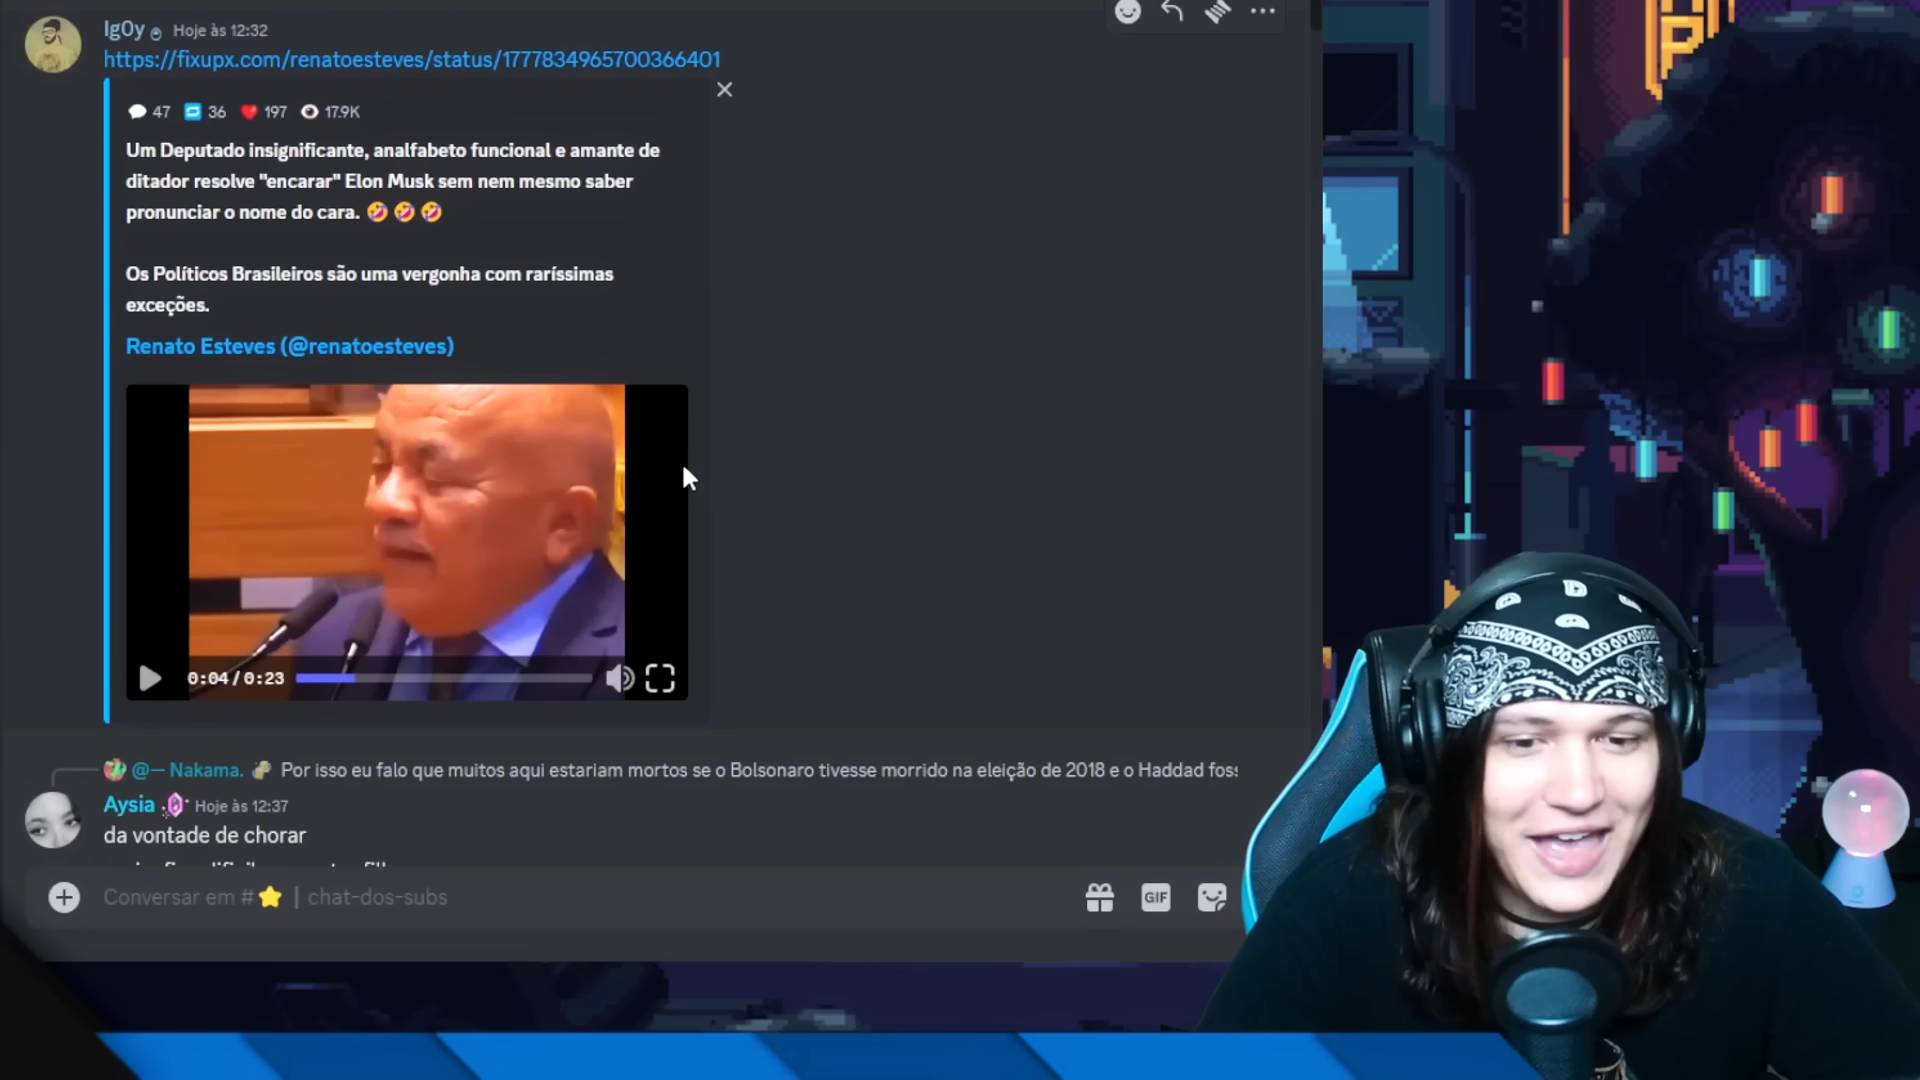 Ig0y Hoje às 12:32
https://fixupx.com/renatoesteves/status/1777834965700366401
47 36 197 17.9K
Um Deputado insignificante, analfabeto funcional e amante de
ditador resolve "encarar" Elon Musk sem nem mesmo saber
pronunciar o nome do cara. 🤣🤣🤣
Os Políticos Brasileiros são uma vergonha com raríssimas
exceções.
Renato Esteves (@renatoesteves)
0:04 / 0:23
@— Nakama. Por isso eu falo que muitos aqui estariam mortos se o Bolsonaro tivesse morrido na eleição de 2018 e o Haddad foss
Aysia Hoje às 12:37
da vontade de chorar
Conversar em #⭐ | chat-dos-subs
GIF